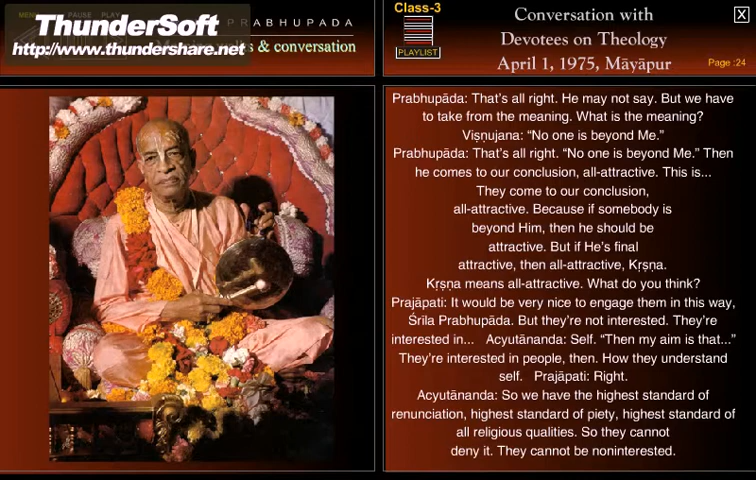 MENU PAUSE PLAY
PRABHUPADA
ThunderSoft
http://www.thundershare.net
& conversation
Class-3
PLAYLIST
Conversation with
Devotees on Theology
April 1, 1975, Māyāpur
X
Page :24
Prabhupāda: That's all right. He may not say. But we have
to take from the meaning. What is the meaning?
Viṣṇujana: “No one is beyond Me.”
Prabhupāda: That's all right. “No one is beyond Me.” Then
he comes to our conclusion, all-attractive. This is...
They come to our conclusion,
all-attractive. Because if somebody is
beyond Him, then he should be
attractive. But if He's final
attractive, then all-attractive, Kṛṣṇa.
Kṛṣṇa means all-attractive. What do you think?
Prajāpati: It would be very nice to engage them in this way,
Śrīla Prabhupāda. But they're not interested. They're
interested in... Acyutānanda: Self. “Then my aim is that...”
They're interested in people, then. How they understand
self. Prajāpati: Right.
Acyutānanda: So we have the highest standard of
renunciation, highest standard of piety, highest standard of
all religious qualities. So they cannot
deny it. They cannot be noninterested.